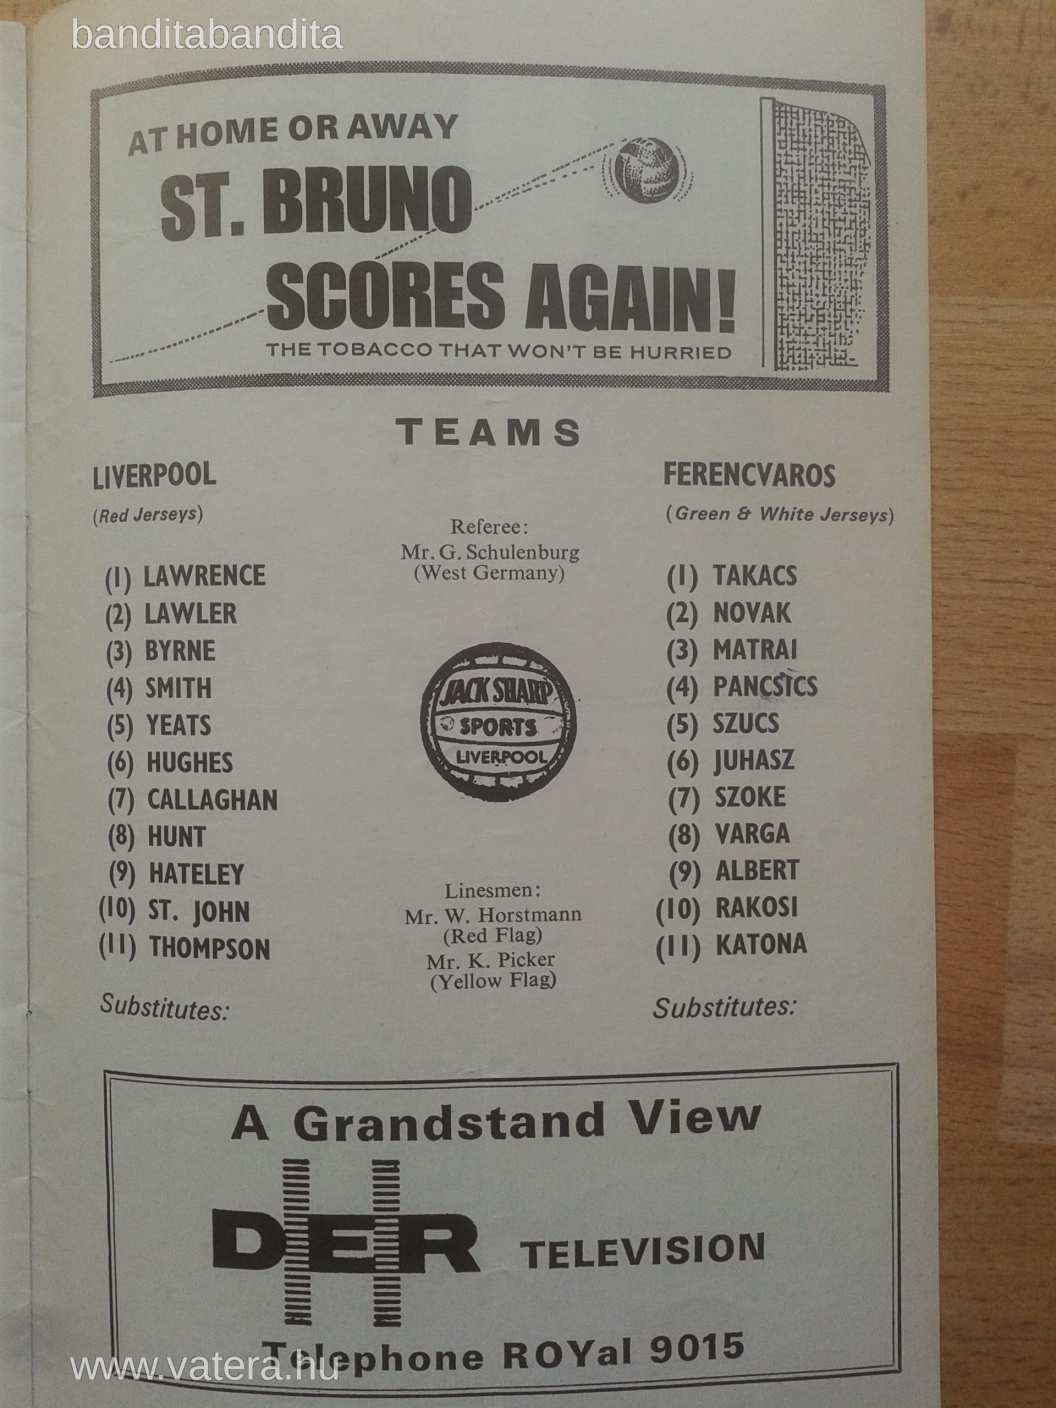 banditabandita
AT HOME OR AWAY
ST. BRUNO
SCORES AGAIN!
THE TOBACCO THAT WON'T BE HURRIED
TEAMS
LIVERPOOL
(Red Jerseys)
(1) LAWRENCE
(2) LAWLER
(3) BYRNE
(4) SMITH
(5) YEATS
(6) HUGHES
(7) CALLAGHAN
(8) HUNT
(9) HATELEY
(10) ST. JOHN
(11) THOMPSON
Substitutes:
Referee:
Mr. G. Schulenburg
(West Germany)
JACK SHARP
SPORTS
LIVERPOOL
Linesmen:
Mr. W. Horstmann
(Red Flag)
Mr. K. Picker
(Yellow Flag)
FERENCVAROS
(Green & White Jerseys)
(1) TAKACS
(2) NOVAK
(3) MATRAI
(4) PANCSICS
(5) SZUCS
(6) JUHASZ
(7) SZOKE
(8) VARGA
(9) ALBERT
(10) RAKOSI
(11) KATONA
Substitutes:
A Grandstand View
DER TELEVISION
Telephone ROYal 9015
www.vatera.hu